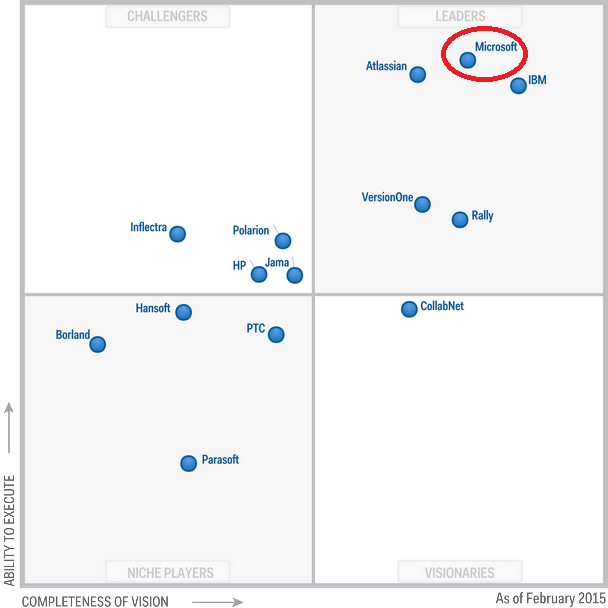 CHALLENGERS
LEADERS
Microsoft
Atlassian
IBM
VersionOne
Rally
Inflectra
Polarion
HP
Jama
Hansoft
CollabNet
PTC
Borland
Parasoft
ABILITY TO EXECUTE
NICHE PLAYERS
VISIONARIES
COMPLETENESS OF VISION
As of February 2015